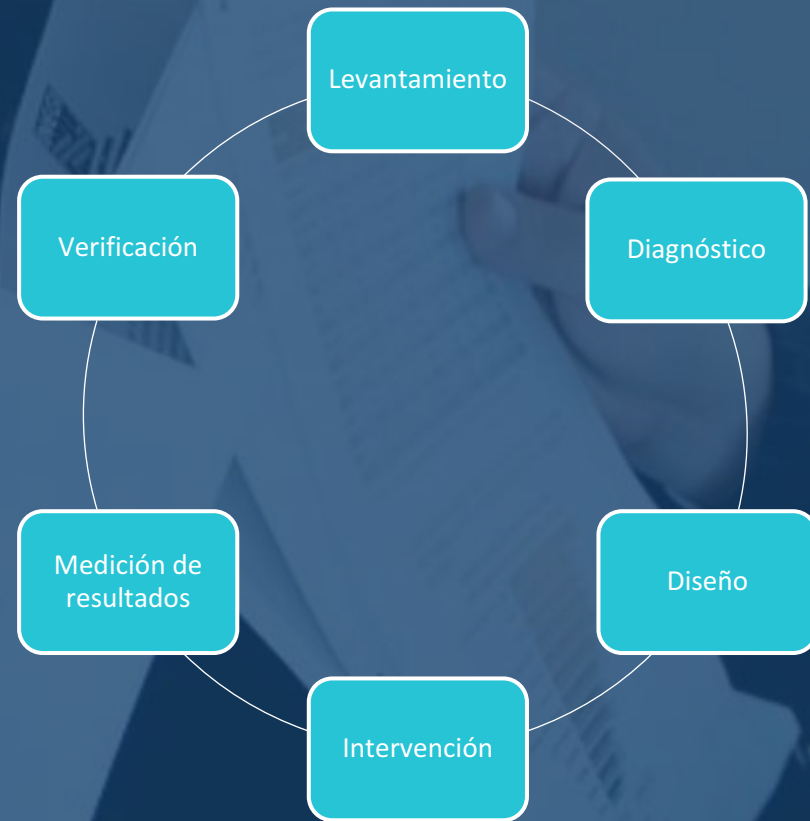 Levantamiento
Diagnóstico
Diseño
Intervención
Medición de
resultados
Verificación